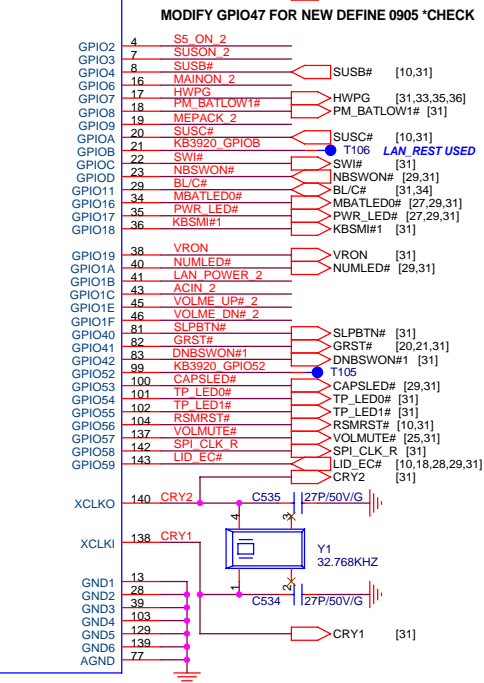 MODIFY GPIO47 FOR NEW DEFINE 0905 *CHECK
GPIO2 4 S5_ON_2
GPIO3 7 SUSON_2
GPIO4 8 SUSB# SUSB# [10,31]
GPIO6 16 MAINON_2
GPIO7 17 HWPG HWPG [31,33,35,36]
GPIO8 18 PM_BATLOW1# PM_BATLOW1# [31]
GPIO9 19 MEPACK_2
GPIOA 20 SUSC# SUSC# [10,31]
GPIOB 21 KB3920_GPIOB T106 LAN_REST USED
GPIOC 22 SWI# SWI# [31]
GPIOD 23 NBSWON# NBSWON# [29,31]
GPIO11 29 BL/C# BL/C# [31,34]
GPIO16 34 MBATLED0# MBATLED0# [27,29,31]
GPIO17 35 PWR_LED# PWR_LED# [27,29,31]
GPIO18 36 KBSMI#1 KBSMI#1 [31]
GPIO19 38 VRON VRON [31]
GPIO1A 40 NUMLED# NUMLED# [29,31]
GPIO1B 41 LAN_POWER_2
GPIO1C 43 ACIN_2
GPIO1E 45 VOLME_UP#_2
GPIO1F 46 VOLME_DN#_2
GPIO40 81 SLPBTN# SLPBTN# [31]
GPIO41 82 GRST# GRST# [20,21,31]
GPIO42 83 DNBSWON#1 DNBSWON#1 [31]
GPIO52 99 KB3920_GPIO52 T105
GPIO53 100 CAPSLED# CAPSLED# [29,31]
GPIO54 101 TP_LED0# TP_LED0# [31]
GPIO55 102 TP_LED1# TP_LED1# [31]
GPIO56 104 RSMRST# RSMRST# [10,31]
GPIO57 137 VOLMUTE# VOLMUTE# [25,31]
GPIO58 142 SPI_CLK_R SPI_CLK_R [31]
GPIO59 143 LID_EC# LID_EC# [10,18,28,29,31]
CRY2 [31]
XCLKO 140 CRY2 C535 27P/50V/G
4 3
XCLKI 138 CRY1 Y1
32.768KHZ
1 2
GND1 13
GND2 28
GND3 39 C534 27P/50V/G
GND4 103
GND5 129 CRY1 [31]
GND6 139
AGND 77